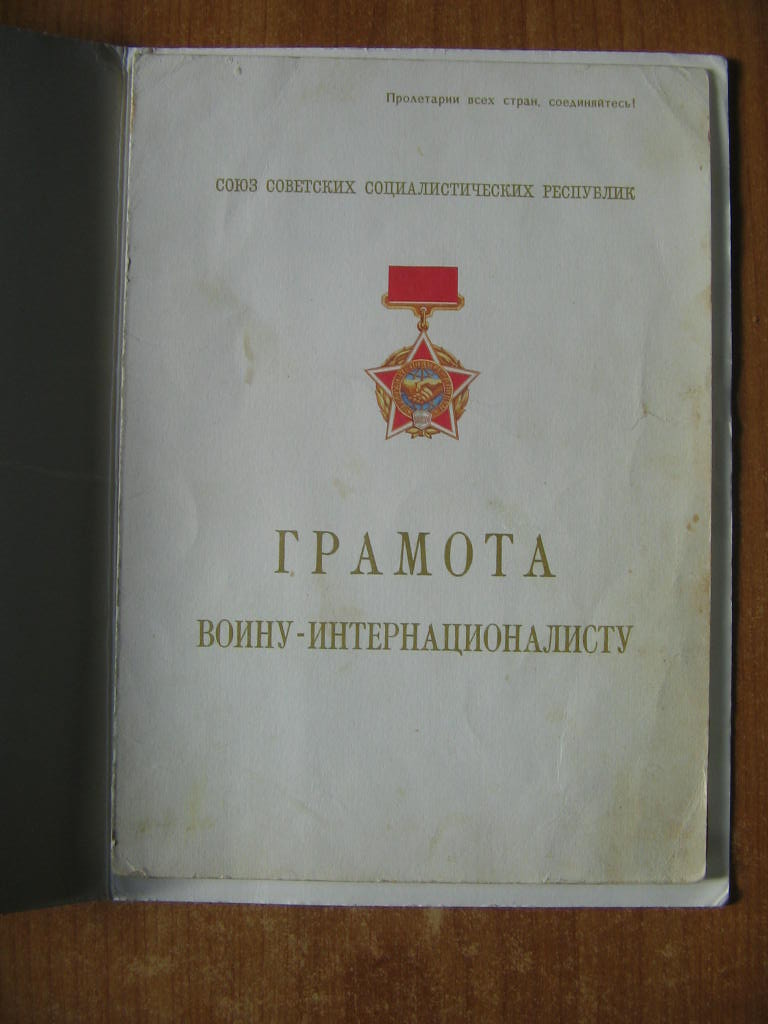 Пролетарии всех стран, соединяйтесь!
СОЮЗ СОВЕТСКИХ СОЦИАЛИСТИЧЕСКИХ РЕСПУБЛИК
ГРАМОТА
ВОИНУ-ИНТЕРНАЦИОНАЛИСТУ